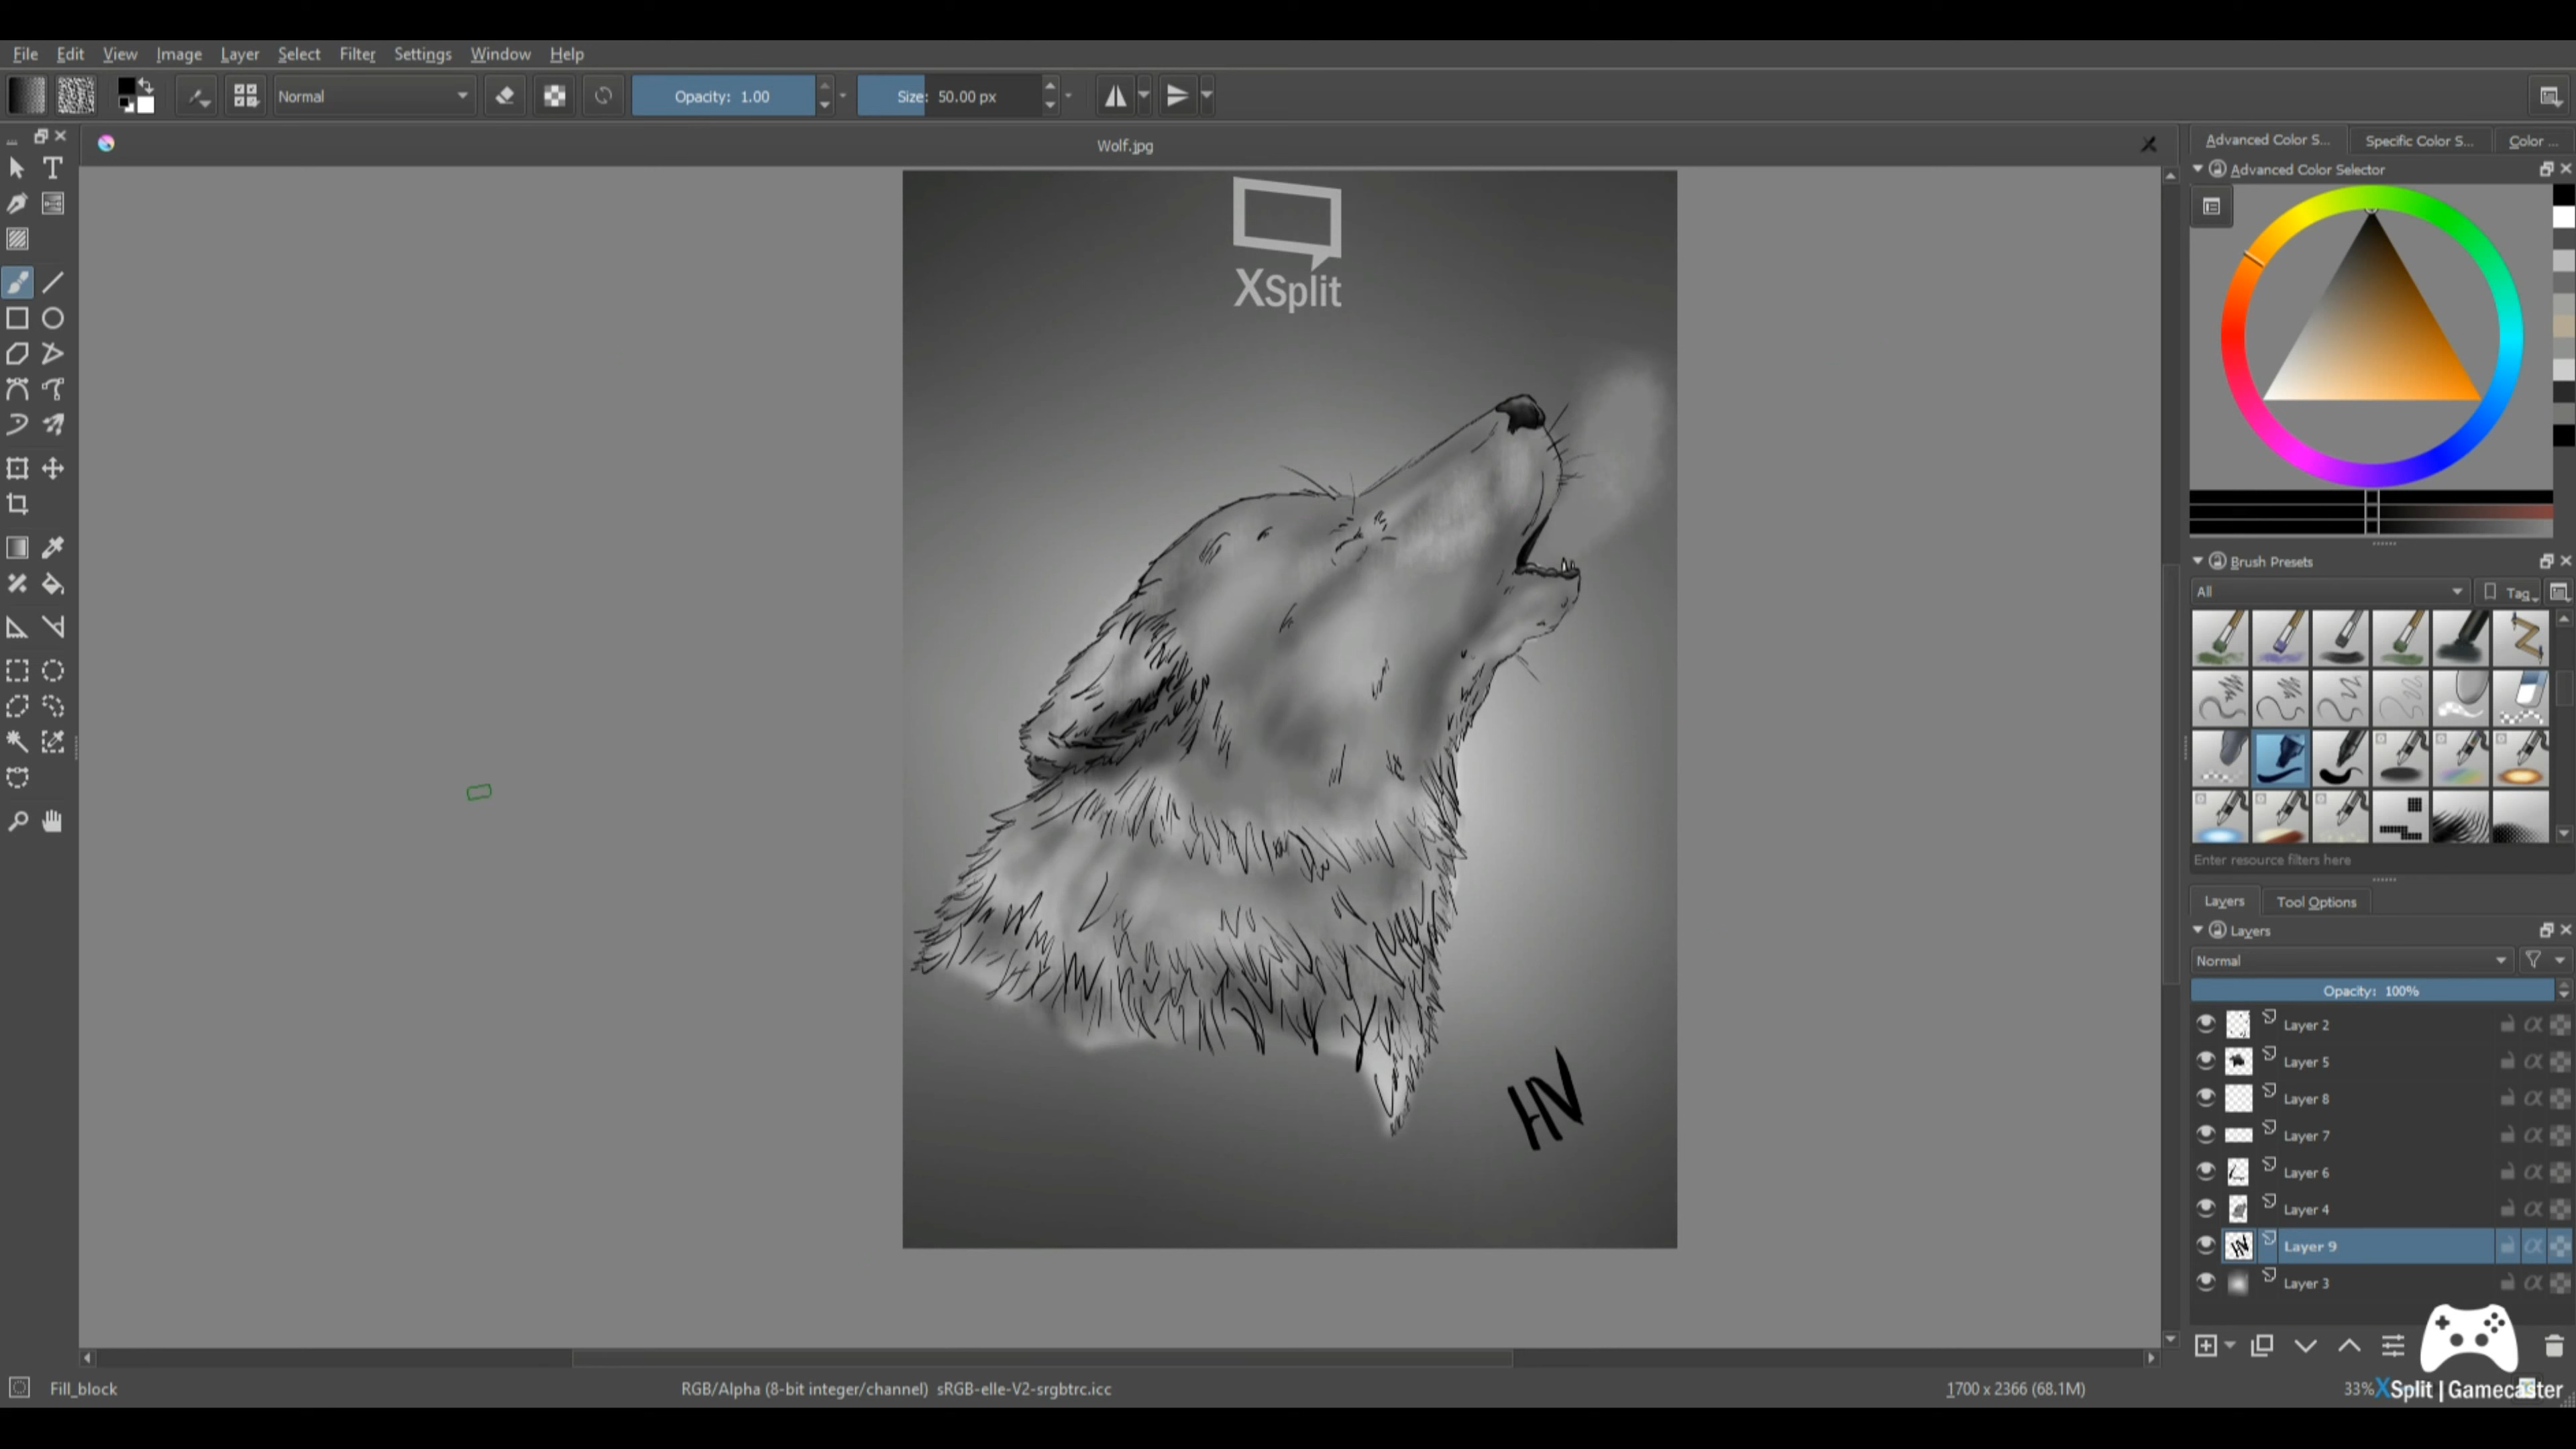 File Edit View Image Layer Select Filter Settings Window Help
Normal Opacity: 1.00 Size: 50.00 px
Wolf.jpg
Advanced Color S... Specific Color S... Color ...
Advanced Color Selector
XSplit
Brush Presets
All Tag
Enter resource filters here
Layers Tool Options
Layers
Normal
Opacity: 100%
Layer 2
Layer 5
Layer 8
Layer 7
Layer 6
Layer 4
Layer 9
Layer 3
HN
Fill_block RGB/Alpha (8-bit integer/channel) sRGB-elle-V2-srgbtrc.icc 1700 x 2366 (68.1M) 33%
XSplit | Gamecaster